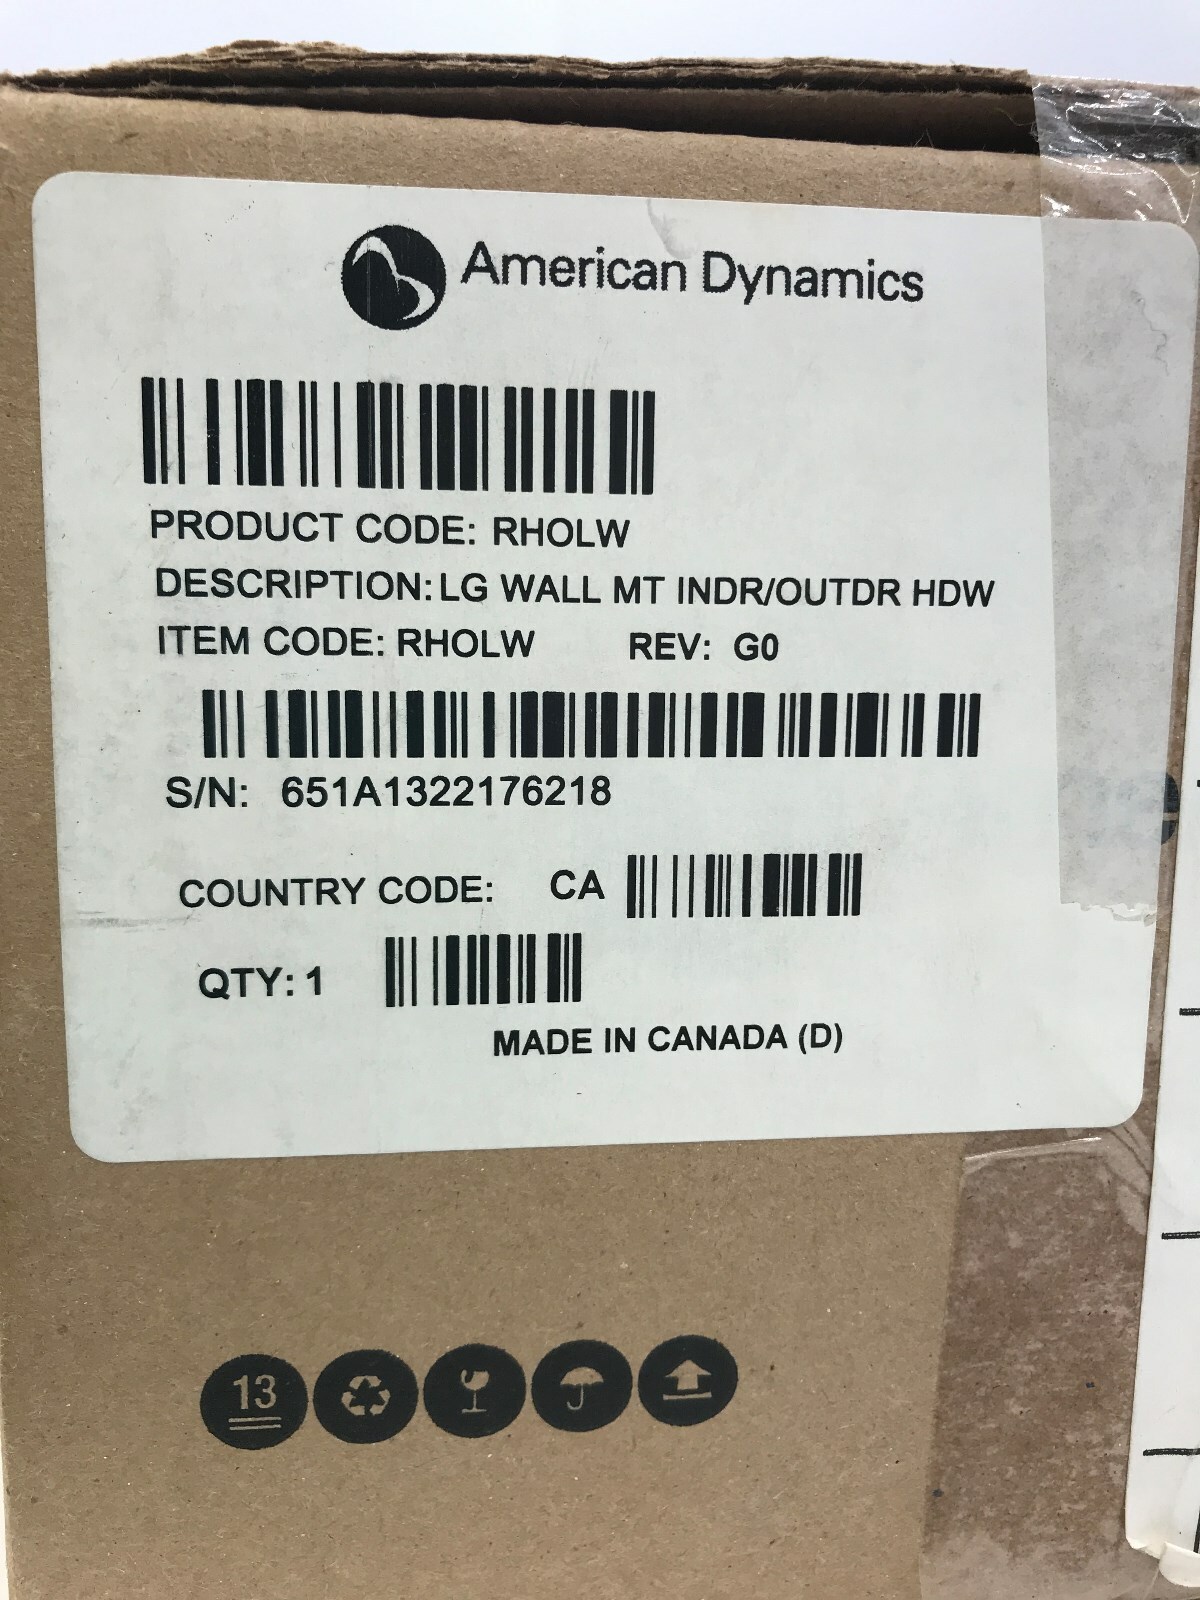 American Dynamics
PRODUCT CODE: RHOLW
DESCRIPTION: LG WALL MT INDR/OUTDR HDW
ITEM CODE: RHOLW REV: G0
S/N: 651A1322176218
COUNTRY CODE: CA
QTY: 1
MADE IN CANADA (D)
13